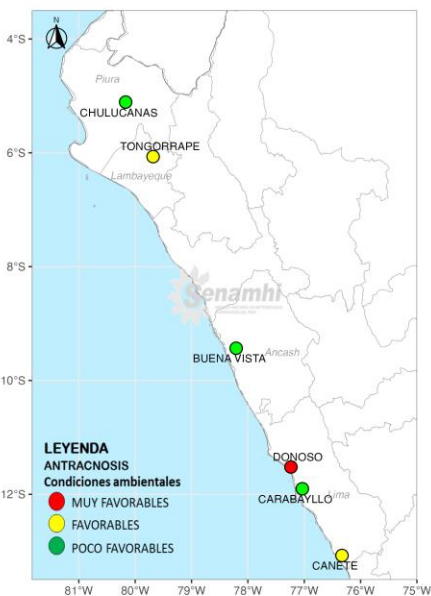 N
4°S
Piura
CHULUCANAS
TONGORRAPE
6°S
Lambayeque
8°S
Senamhi
Ancash
BUENA VISTA
10°S
LEYENDA
ANTRACNOSIS
Condiciones ambientales
MUY FAVORABLES
FAVORABLES
POCO FAVORABLES
DONOSO
12°S
CARABAYLLO
Lima
CAÑETE
81°W 80°W 79°W 78°W 77°W 76°W 75°W